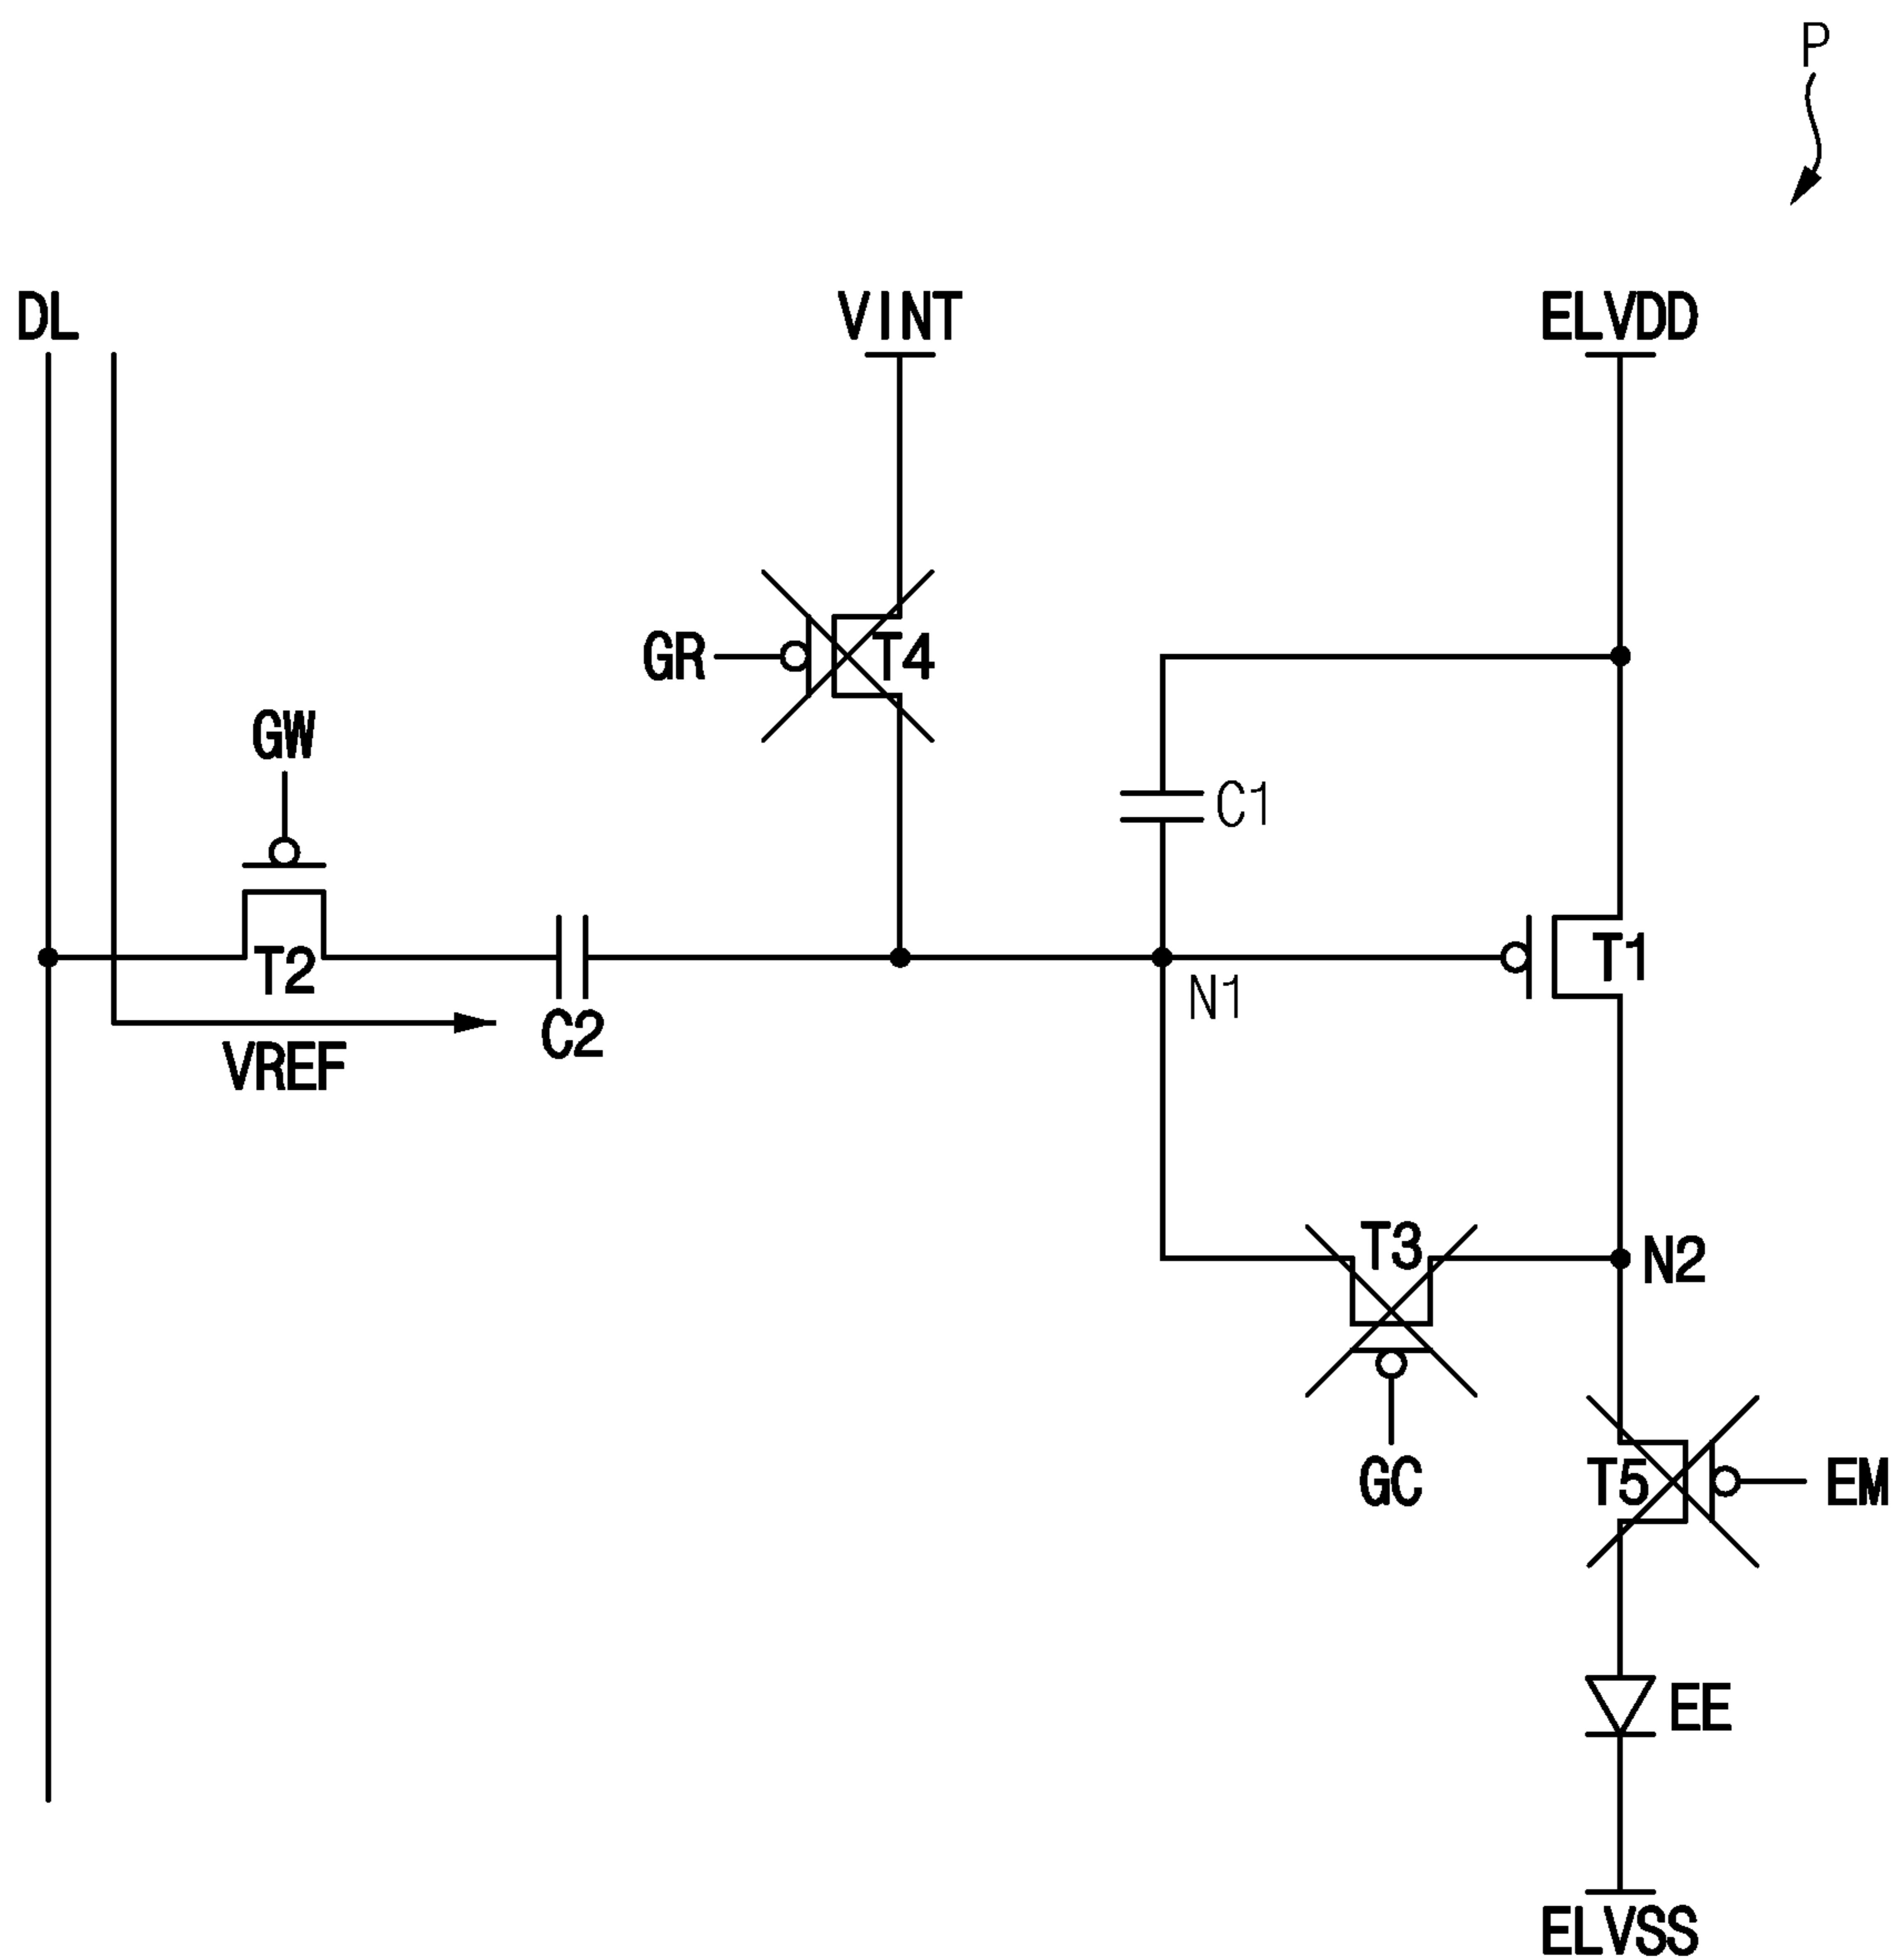 P
DL
VINT
ELVDD
GR
T4
GW
C1
T2
T1
N1
C2
VREF
T3
N2
GC
T5
EM
EE
ELVSS